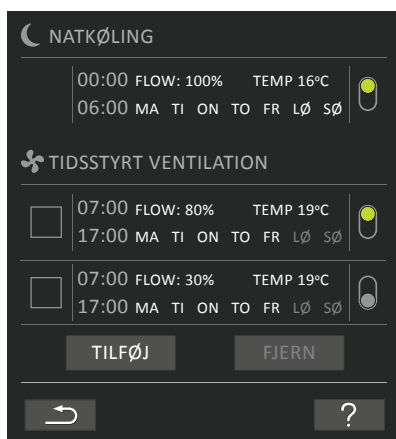 NATKØLING
00:00 FLOW: 100% TEMP 16ºC
06:00 MA TI ON TO FR LØ SØ
TIDSSTYRT VENTILATION
07:00 FLOW: 80% TEMP 19ºC
17:00 MA TI ON TO FR LØ SØ
07:00 FLOW: 30% TEMP 19ºC
17:00 MA TI ON TO FR LØ SØ
TILFØJ FJERN
?